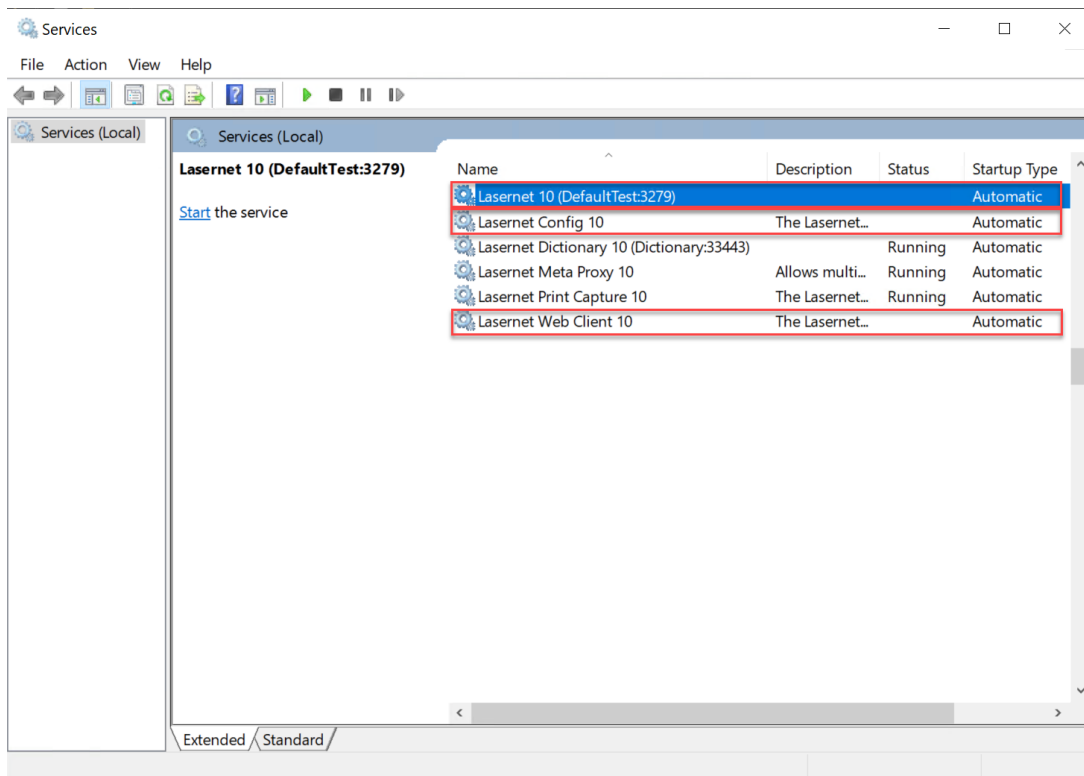 Services
File Action View Help
Services (Local)
Services (Local)
Lasernet 10 (DefaultTest:3279)
Start the service
Name Description Status Startup Type
Lasernet 10 (DefaultTest:3279) Automatic
Lasernet Config 10 The Lasernet... Automatic
Lasernet Dictionary 10 (Dictionary:33443) Running Automatic
Lasernet Meta Proxy 10 Allows multi... Running Automatic
Lasernet Print Capture 10 The Lasernet... Running Automatic
Lasernet Web Client 10 The Lasernet... Automatic
Extended Standard